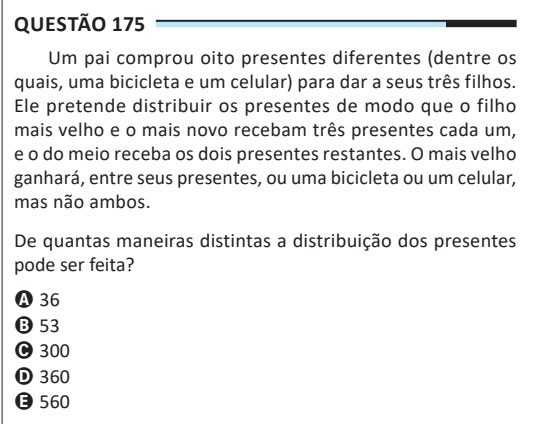 QUESTÃO 175
Um pai comprou oito presentes diferentes (dentre os
quais, uma bicicleta e um celular) para dar a seus três filhos.
Ele pretende distribuir os presentes de modo que o filho
mais velho e o mais novo recebam três presentes cada um,
e o do meio receba os dois presentes restantes. O mais velho
ganhará, entre seus presentes, ou uma bicicleta ou um celular,
mas não ambos.
De quantas maneiras distintas a distribuição dos presentes
pode ser feita?
A 36
B 53
C 300
D 360
E 560